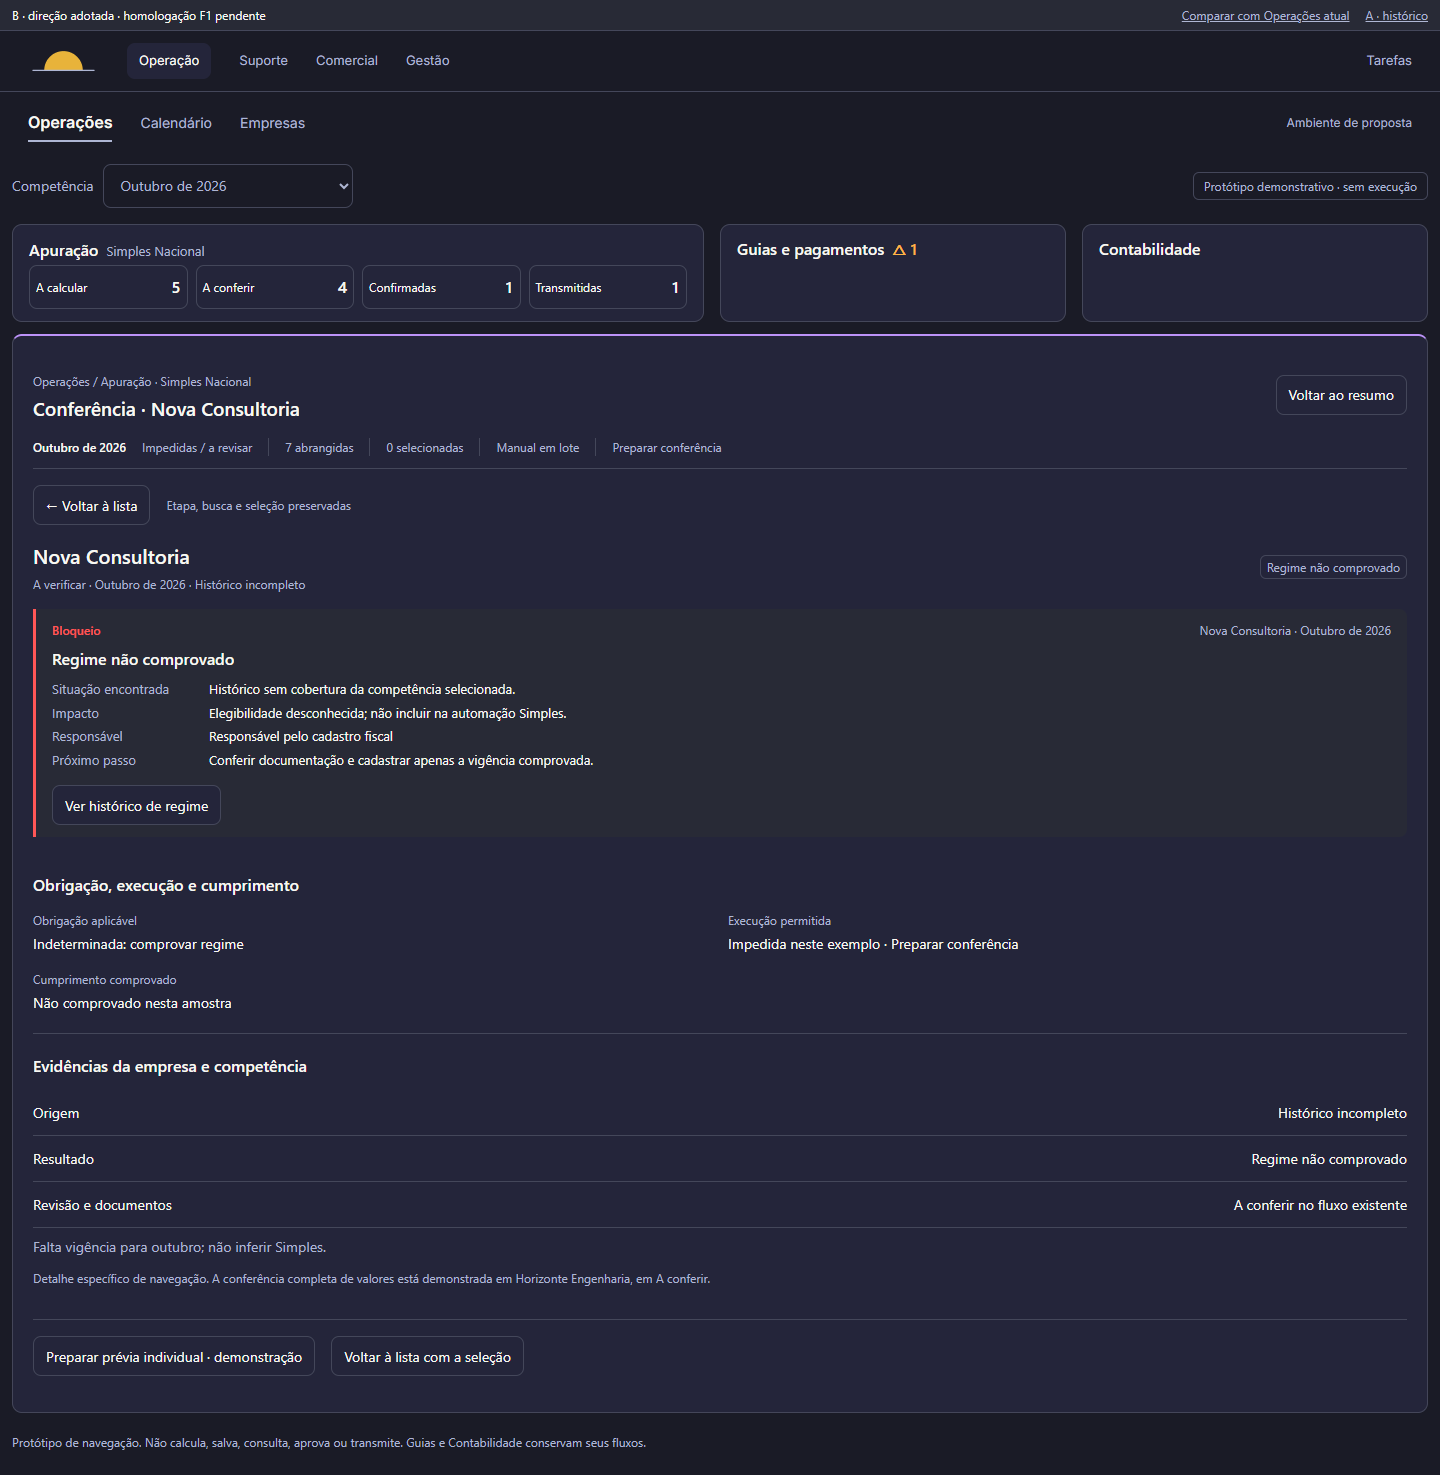 B · direção adotada · homologação F1 pendente
Comparar com Operações atual
A · histórico
Operação
Suporte
Comercial
Gestão
Tarefas
Operações
Calendário
Empresas
Ambiente de proposta
Competência
Outubro de 2026
Protótipo demonstrativo · sem execução
Apuração Simples Nacional
A calcular 5
A conferir 4
Confirmadas 1
Transmitidas 1
Guias e pagamentos △ 1
Contabilidade
Operações / Apuração · Simples Nacional
Conferência · Nova Consultoria
Voltar ao resumo
Outubro de 2026
Impedidas / a revisar
7 abrangidas
0 selecionadas
Manual em lote
Preparar conferência
← Voltar à lista
Etapa, busca e seleção preservadas
Nova Consultoria
A verificar · Outubro de 2026 · Histórico incompleto
Regime não comprovado
Bloqueio
Nova Consultoria · Outubro de 2026
Regime não comprovado
Situação encontrada Histórico sem cobertura da competência selecionada.
Impacto Elegibilidade desconhecida; não incluir na automação Simples.
Responsável Responsável pelo cadastro fiscal
Próximo passo Conferir documentação e cadastrar apenas a vigência comprovada.
Ver histórico de regime
Obrigação, execução e cumprimento
Obrigação aplicável
Indeterminada: comprovar regime
Execução permitida
Impedida neste exemplo · Preparar conferência
Cumprimento comprovado
Não comprovado nesta amostra
Evidências da empresa e competência
Origem Histórico incompleto
Resultado Regime não comprovado
Revisão e documentos A conferir no fluxo existente
Falta vigência para outubro; não inferir Simples.
Detalhe específico de navegação. A conferência completa de valores está demonstrada em Horizonte Engenharia, em A conferir.
Preparar prévia individual · demonstração
Voltar à lista com a seleção
Protótipo de navegação. Não calcula, salva, consulta, aprova ou transmite. Guias e Contabilidade conservam seus fluxos.